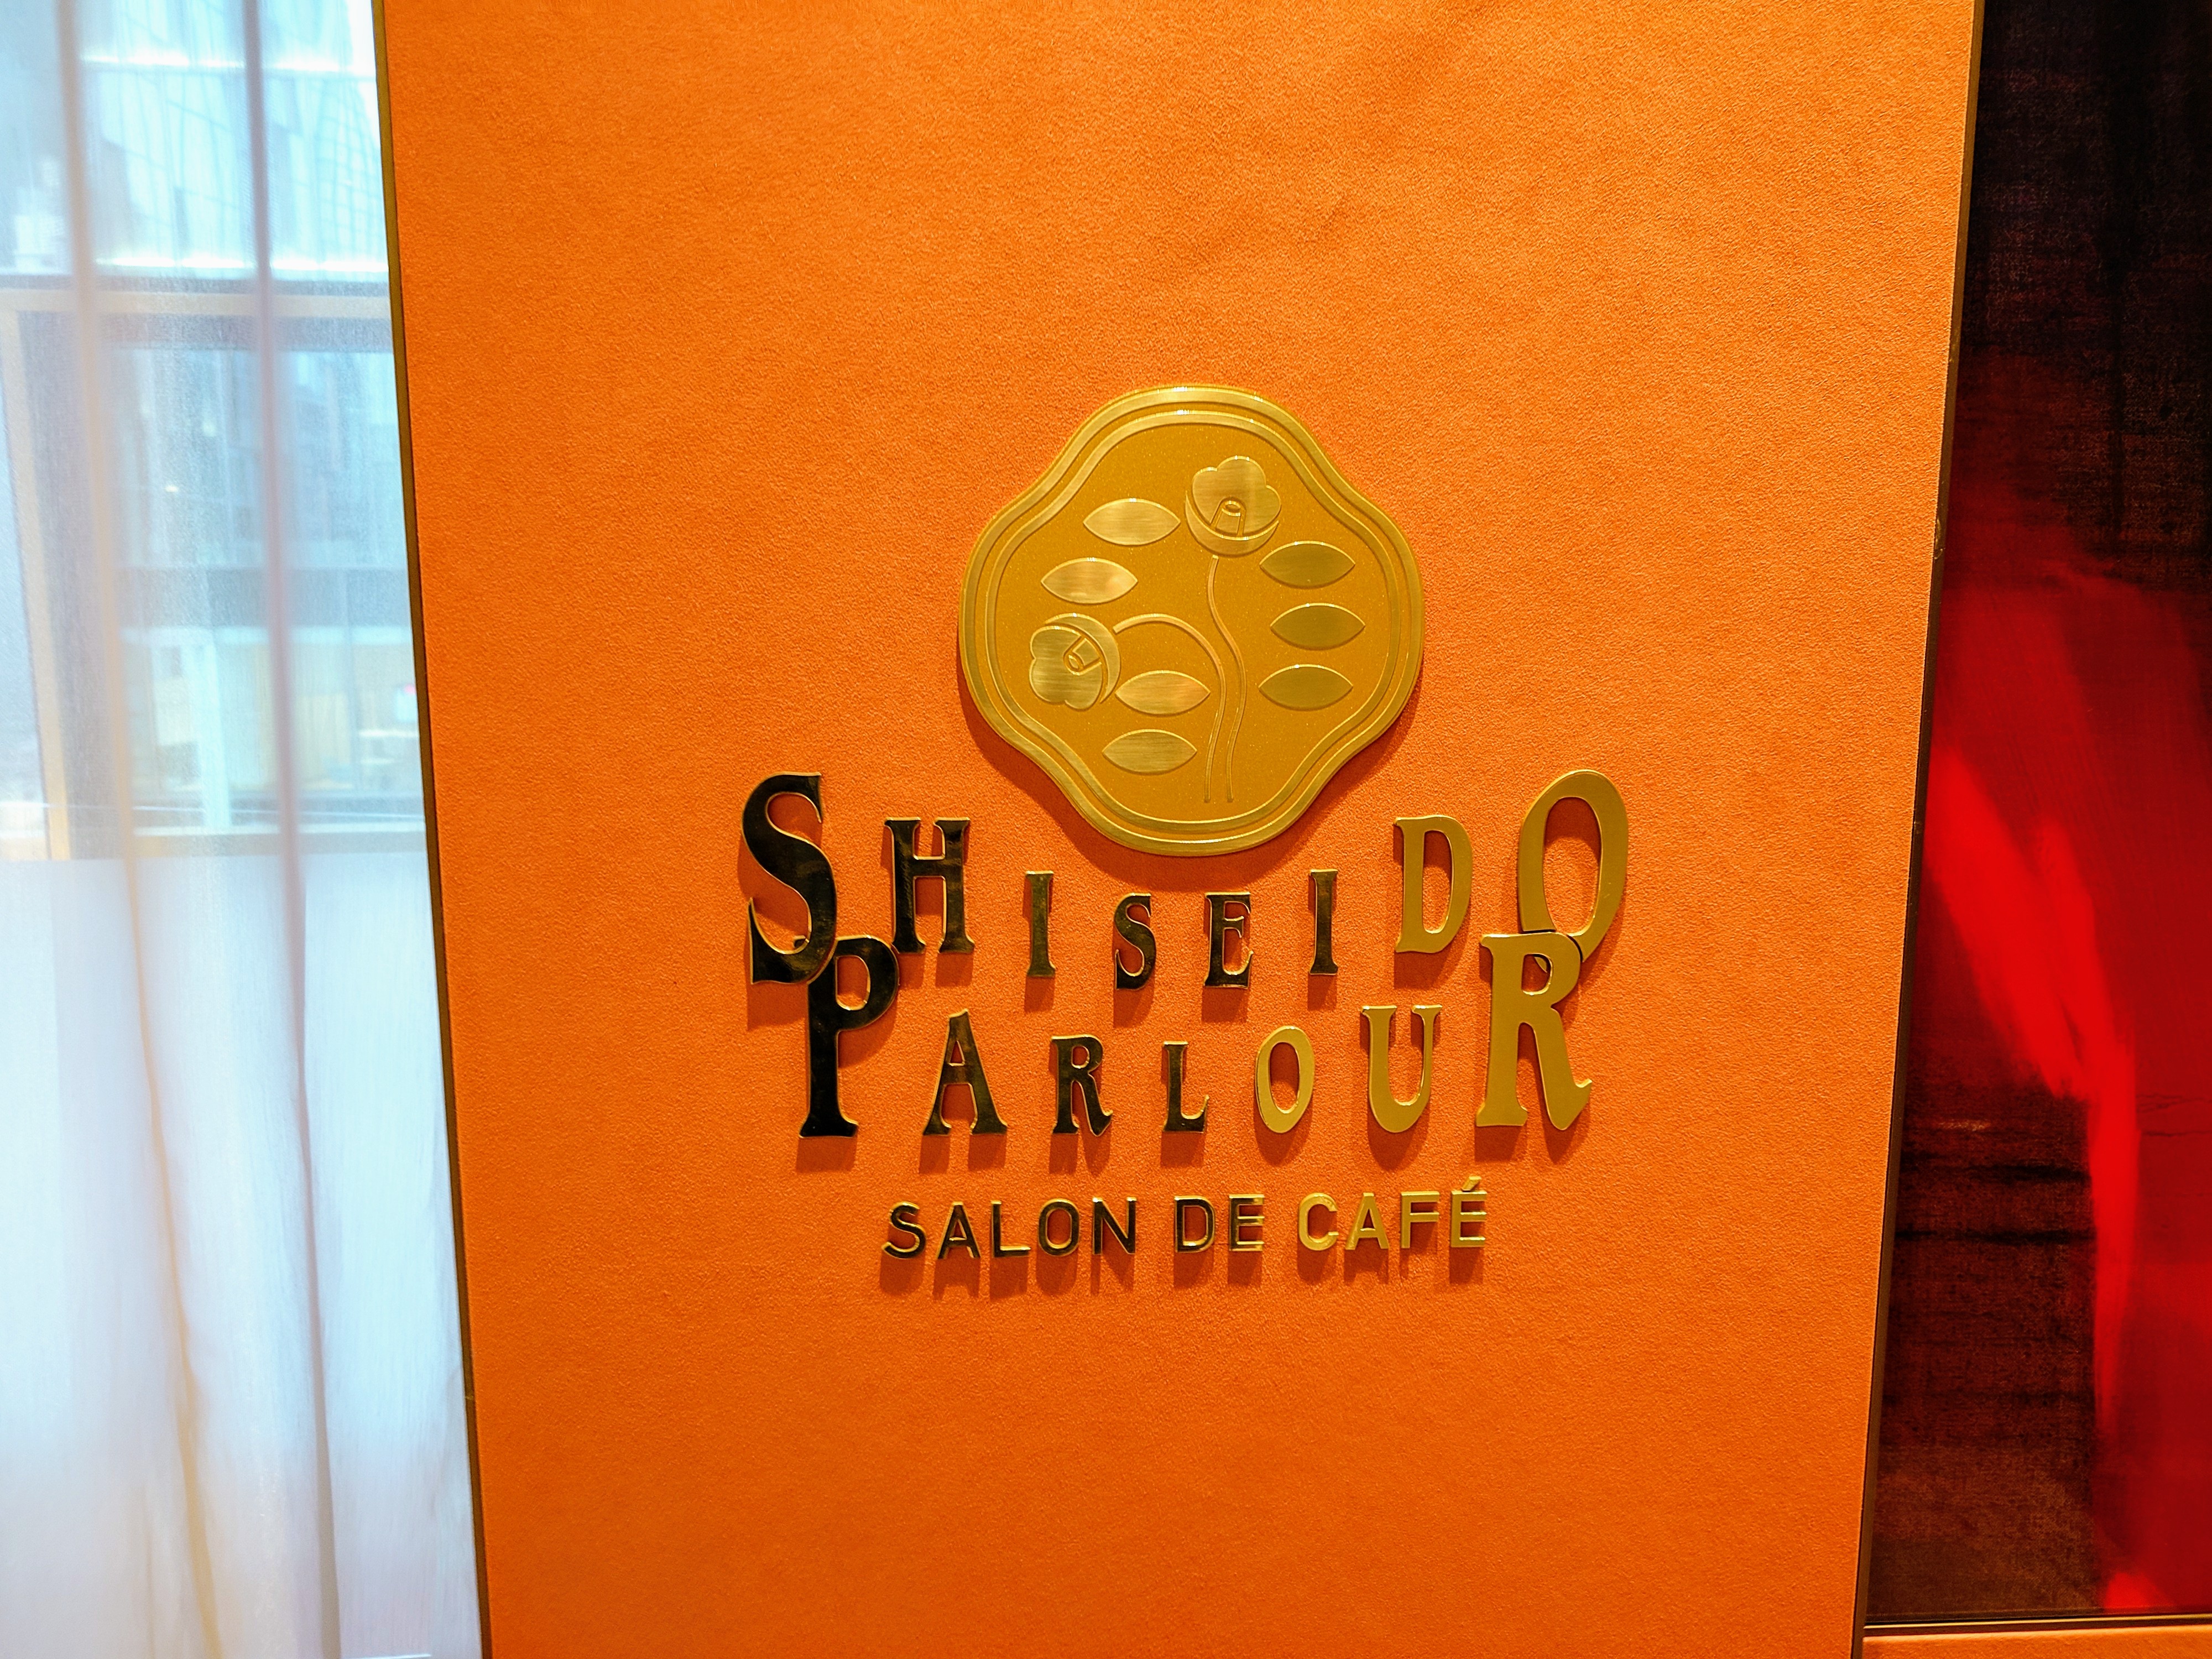 SHISEIDO
PARLOUR
SALON DE CAFÉ